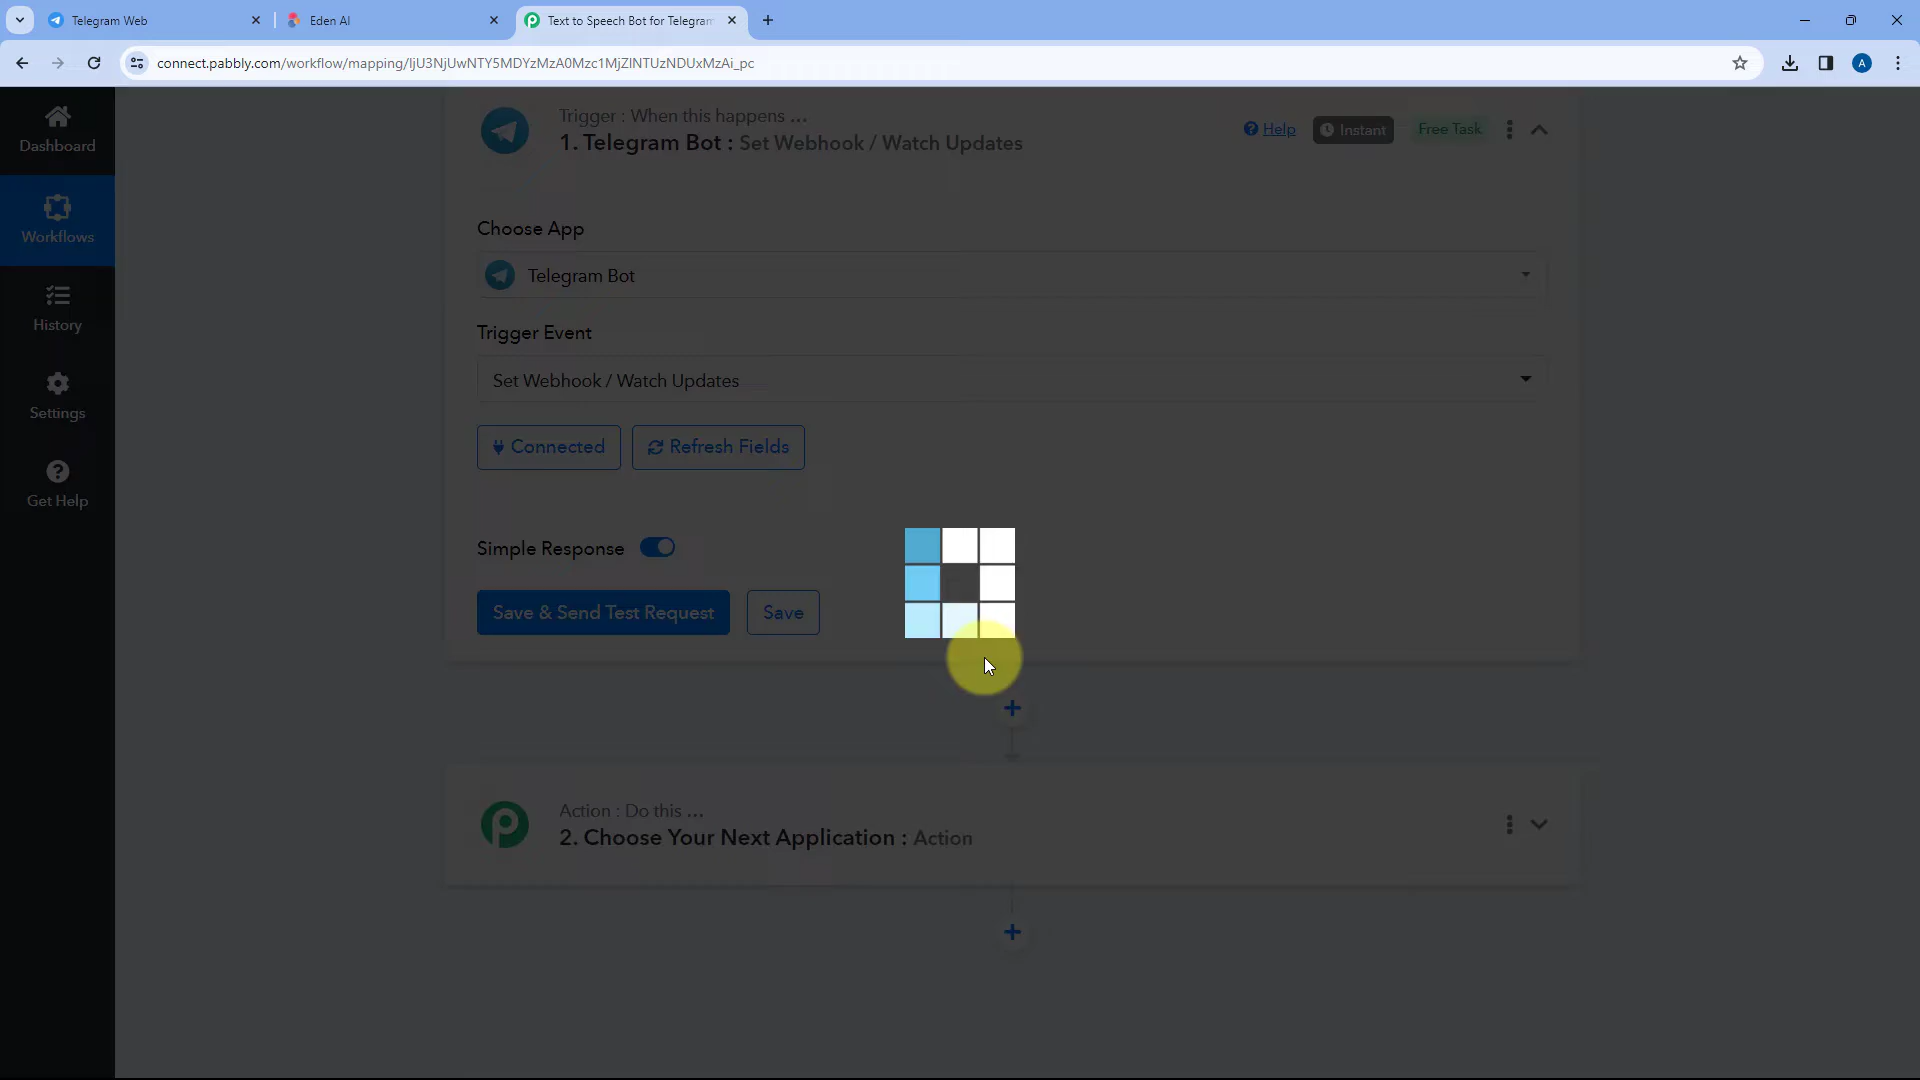 Telegram Web
Eden AI
Text to Speech Bot for Telegram
connect.pabbly.com/workflow/mapping/IjU3NjUwNTY5MDYzMzA0Mzc1MjZlNTUzNDUxMzAi_pc
A
Dashboard
Workflows
History
Settings
Get Help
Trigger : When this happens ...
1. Telegram Bot : Set Webhook / Watch Updates
Help
Instant
Free Task
Choose App
Telegram Bot
Trigger Event
Set Webhook / Watch Updates
Connected
Refresh Fields
Simple Response
Save & Send Test Request
Save
Action : Do this ...
2. Choose Your Next Application : Action